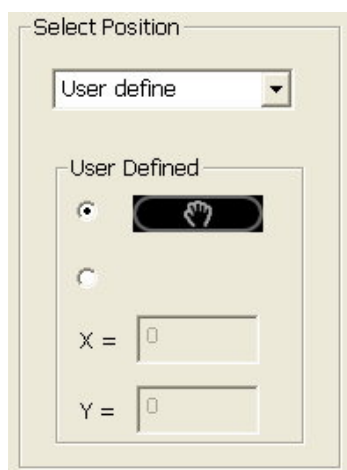 Select Position
User define
User Defined
X = 0
Y = 0